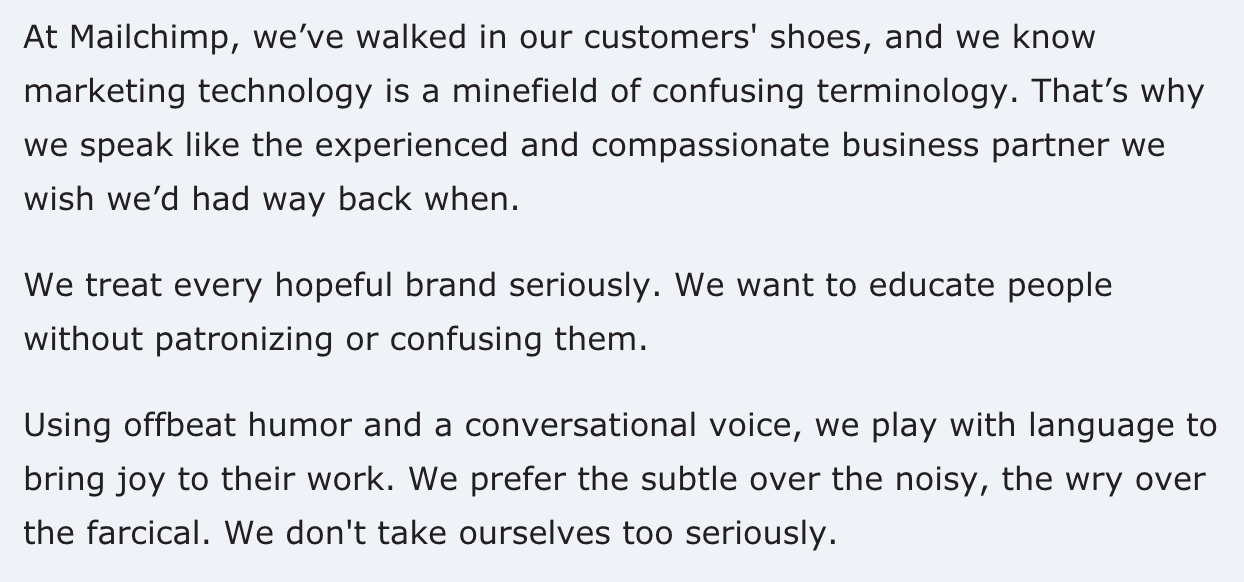 At Mailchimp, we’ve walked in our customers' shoes, and we know
marketing technology is a minefield of confusing terminology. That’s why
we speak like the experienced and compassionate business partner we
wish we’d had way back when.
We treat every hopeful brand seriously. We want to educate people
without patronizing or confusing them.
Using offbeat humor and a conversational voice, we play with language to
bring joy to their work. We prefer the subtle over the noisy, the wry over
the farcical. We don't take ourselves too seriously.